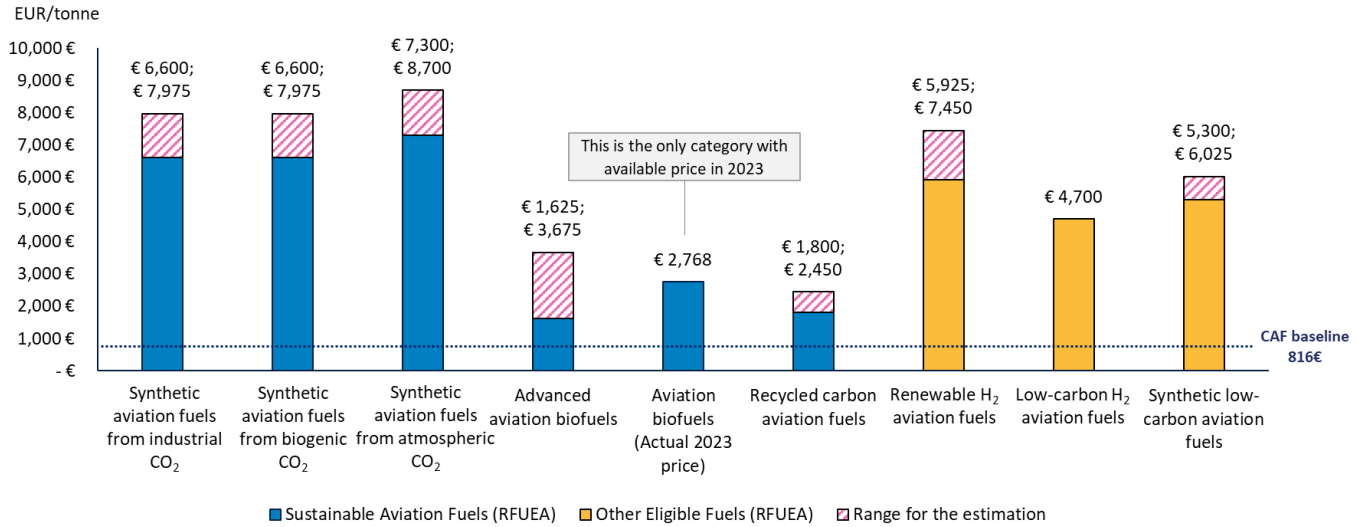 EUR/tonne
10,000 €
9,000 €
8,000 €
7,000 €
6,000 €
5,000 €
4,000 €
3,000 €
2,000 €
1,000 €
- €
€ 6,600;
€ 7,975
€ 6,600;
€ 7,975
€ 7,300;
€ 8,700
€ 1,625;
€ 3,675
This is the only category with
available price in 2023
€ 2,768
€ 1,800;
€ 2,450
€ 5,925;
€ 7,450
€ 4,700
€ 5,300;
€ 6,025
CAF baseline
816€
Synthetic
aviation fuels
from industrial
CO₂
Synthetic
aviation fuels
from biogenic
CO₂
Synthetic
aviation fuels
from atmospheric
CO₂
Advanced
aviation biofuels
Aviation
biofuels
(Actual 2023
price)
Recycled carbon
aviation fuels
Renewable H₂
aviation fuels
Low-carbon H₂
aviation fuels
Synthetic low-
carbon aviation
fuels
Sustainable Aviation Fuels (RFUEA)
Other Eligible Fuels (RFUEA)
Range for the estimation